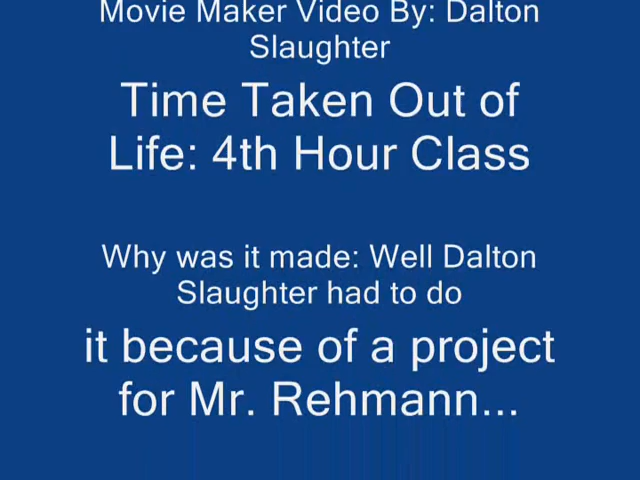 Movie Maker Video By: Dalton
Slaughter
Time Taken Out of
Life: 4th Hour Class
Why was it made: Well Dalton
Slaughter had to do
it because of a project
for Mr. Rehmann...